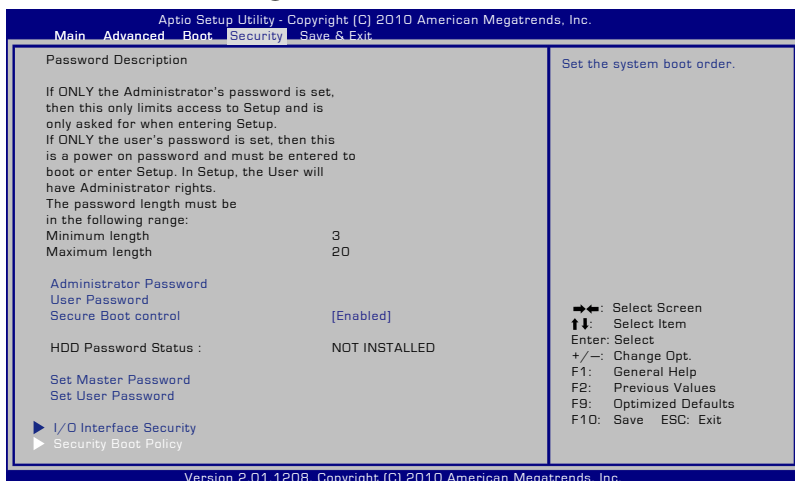 Aptio Setup Utility - Copyright (C) 2010 American Megatrends, Inc.
Main Advanced Boot Security Save & Exit
Password Description
If ONLY the Administrator's password is set,
then this only limits access to Setup and is
only asked for when entering Setup.
If ONLY the user's password is set, then this
is a power on password and must be entered to
boot or enter Setup. In Setup, the User will
have Administrator rights.
The password length must be
in the following range:
Minimum length 3
Maximum length 20
Administrator Password
User Password
Secure Boot control [Enabled]
HDD Password Status : NOT INSTALLED
Set Master Password
Set User Password
I/O Interface Security
Security Boot Policy
Set the system boot order.
→←: Select Screen
↑↓: Select Item
Enter: Select
+/—: Change Opt.
F1: General Help
F2: Previous Values
F9: Optimized Defaults
F10: Save ESC: Exit
Version 2.01.1208. Copyright (C) 2010 American Megatrends, Inc.